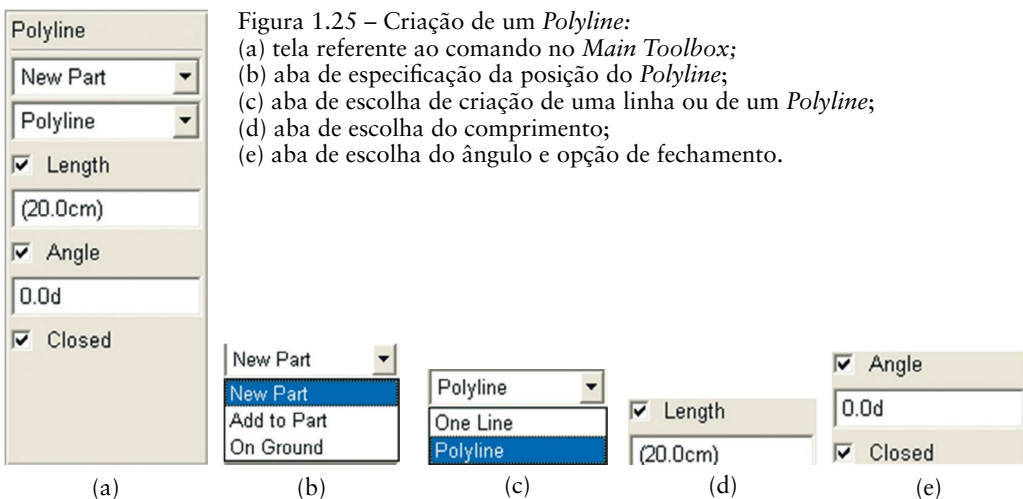 Polyline
New Part
Polyline
Length
(20.0cm)
Angle
0.0d
Closed
(a)
Figura 1.25 – Criação de um Polyline:
(a) tela referente ao comando no Main Toolbox;
(b) aba de especificação da posição do Polyline;
(c) aba de escolha de criação de uma linha ou de um Polyline;
(d) aba de escolha do comprimento;
(e) aba de escolha do ângulo e opção de fechamento.
New Part
New Part
Add to Part
On Ground
(b)
Polyline
One Line
Polyline
(c)
Length
(20.0cm)
(d)
Angle
0.0d
Closed
(e)